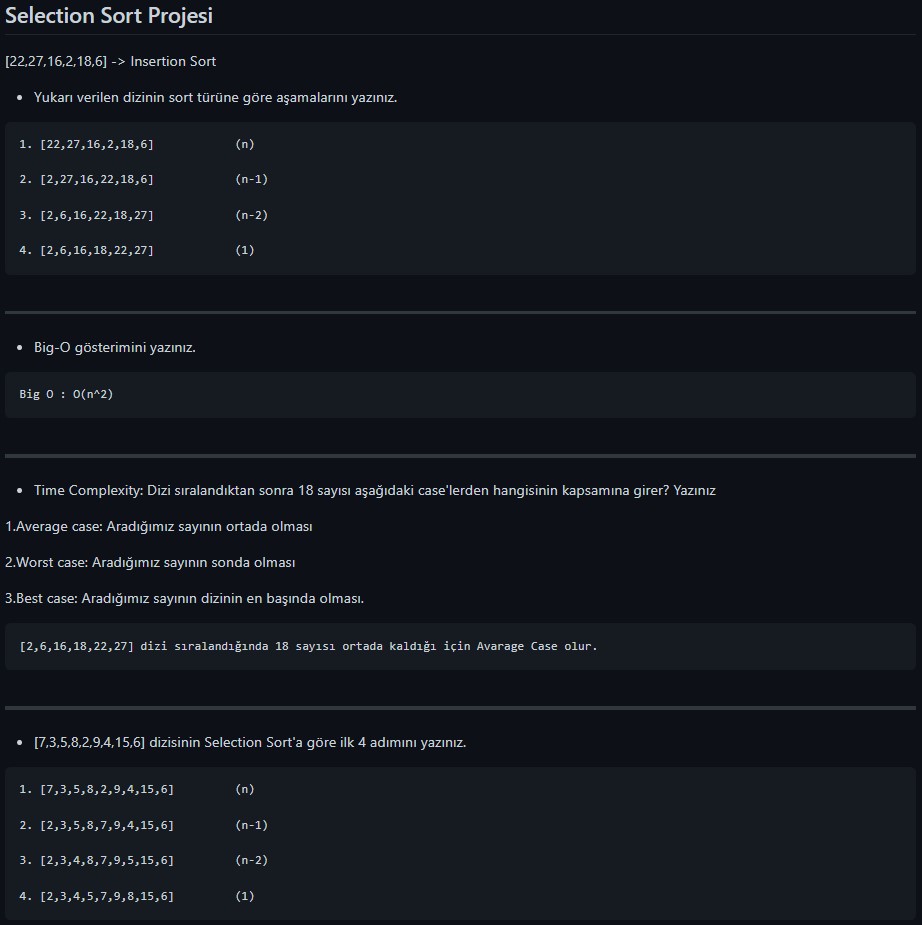 Selection Sort Projesi
[22,27,16,2,18,6] -> Insertion Sort
• Yukarı verilen dizinin sort türüne göre aşamalarını yazınız.
1. [22,27,16,2,18,6] (n)
2. [2,27,16,22,18,6] (n-1)
3. [2,6,16,22,18,27] (n-2)
4. [2,6,16,18,22,27] (1)
• Big-O gösterimini yazınız.
Big O : O(n^2)
• Time Complexity: Dizi sıralandıktan sonra 18 sayısı aşağıdaki case'lerden hangisinin kapsamına girer? Yazınız
1.Average case: Aradığımız sayının ortada olması
2.Worst case: Aradığımız sayının sonda olması
3.Best case: Aradığımız sayının dizinin en başında olması.
[2,6,16,18,22,27] dizi sıralandığında 18 sayısı ortada kaldığı için Avarage Case olur.
• [7,3,5,8,2,9,4,15,6] dizisinin Selection Sort'a göre ilk 4 adımını yazınız.
1. [7,3,5,8,2,9,4,15,6] (n)
2. [2,3,5,8,7,9,4,15,6] (n-1)
3. [2,3,4,8,7,9,5,15,6] (n-2)
4. [2,3,4,5,7,9,8,15,6] (1)